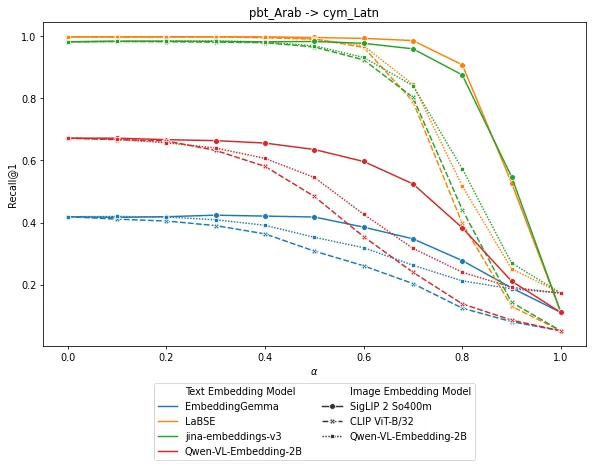 pbt_Arab -> cym_Latn
Recall@1
1.0
0.8
0.6
0.4
0.2
0.0 0.2 0.4 0.6 0.8 1.0
α
Text Embedding Model
EmbeddingGemma
LaBSE
jina-embeddings-v3
Qwen-VL-Embedding-2B
Image Embedding Model
SigLIP 2 So400m
CLIP ViT-B/32
Qwen-VL-Embedding-2B